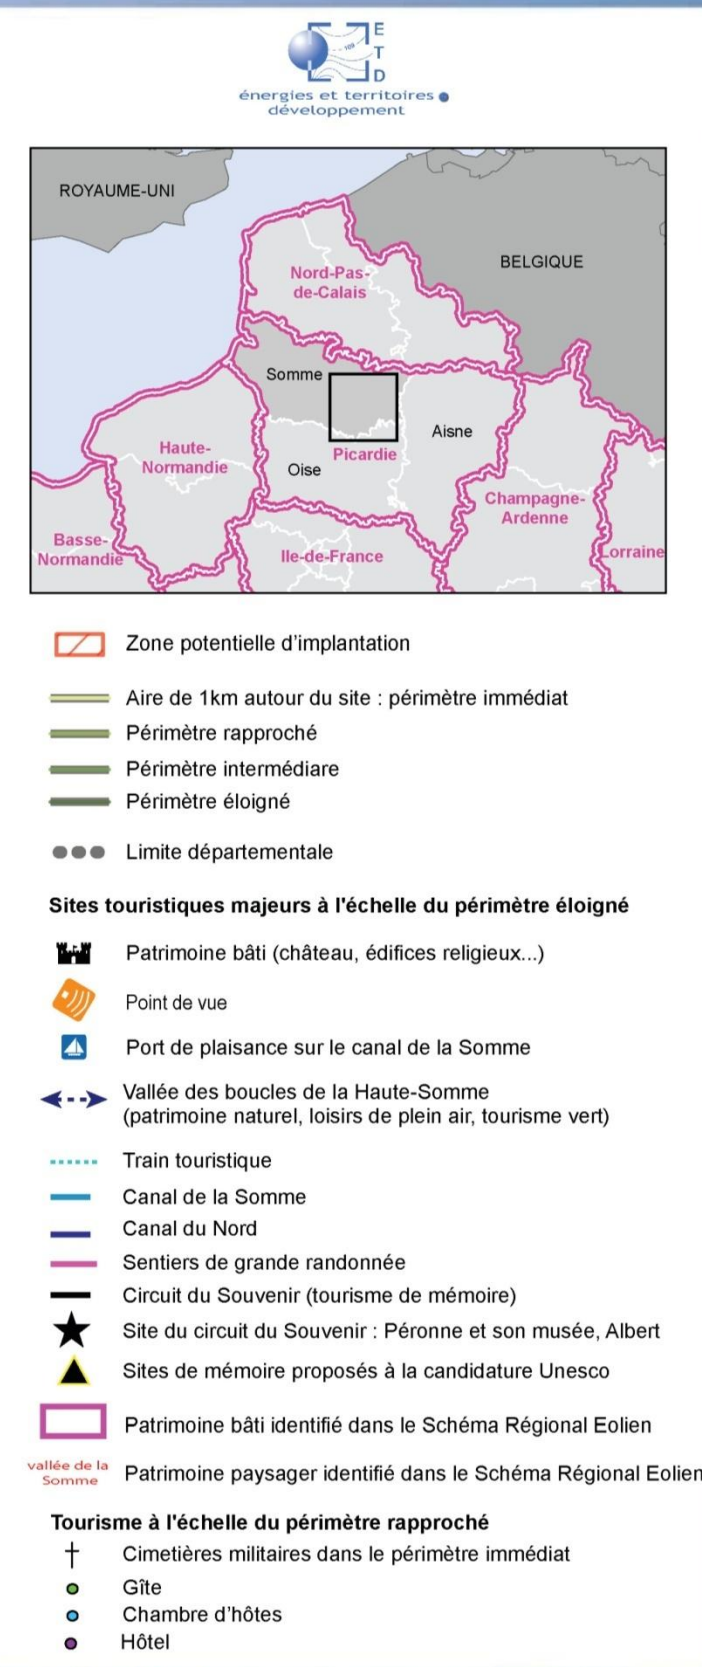 E
T
D
énergies et territoires
développement
ROYAUME-UNI
BELGIQUE
Nord-Pas-
de-Calais
Somme
Aisne
Haute-
Normandie
Picardie
Oise
Champagne-
Ardenne
Basse-
Normandie
Ile-de-France
Lorraine
Zone potentielle d'implantation
Aire de 1km autour du site : périmètre immédiat
Périmètre rapproché
Périmètre intermédiare
Périmètre éloigné
Limite départementale
Sites touristiques majeurs à l'échelle du périmètre éloigné
Patrimoine bâti (château, édifices religieux...)
Point de vue
Port de plaisance sur le canal de la Somme
Vallée des boucles de la Haute-Somme
(patrimoine naturel, loisirs de plein air, tourisme vert)
Train touristique
Canal de la Somme
Canal du Nord
Sentiers de grande randonnée
Circuit du Souvenir (tourisme de mémoire)
Site du circuit du Souvenir : Péronne et son musée, Albert
Sites de mémoire proposés à la candidature Unesco
Patrimoine bâti identifié dans le Schéma Régional Eolien
vallée de la
Somme
Patrimoine paysager identifié dans le Schéma Régional Eolien
Tourisme à l'échelle du périmètre rapproché
Cimetières militaires dans le périmètre immédiat
Gîte
Chambre d'hôtes
Hôtel